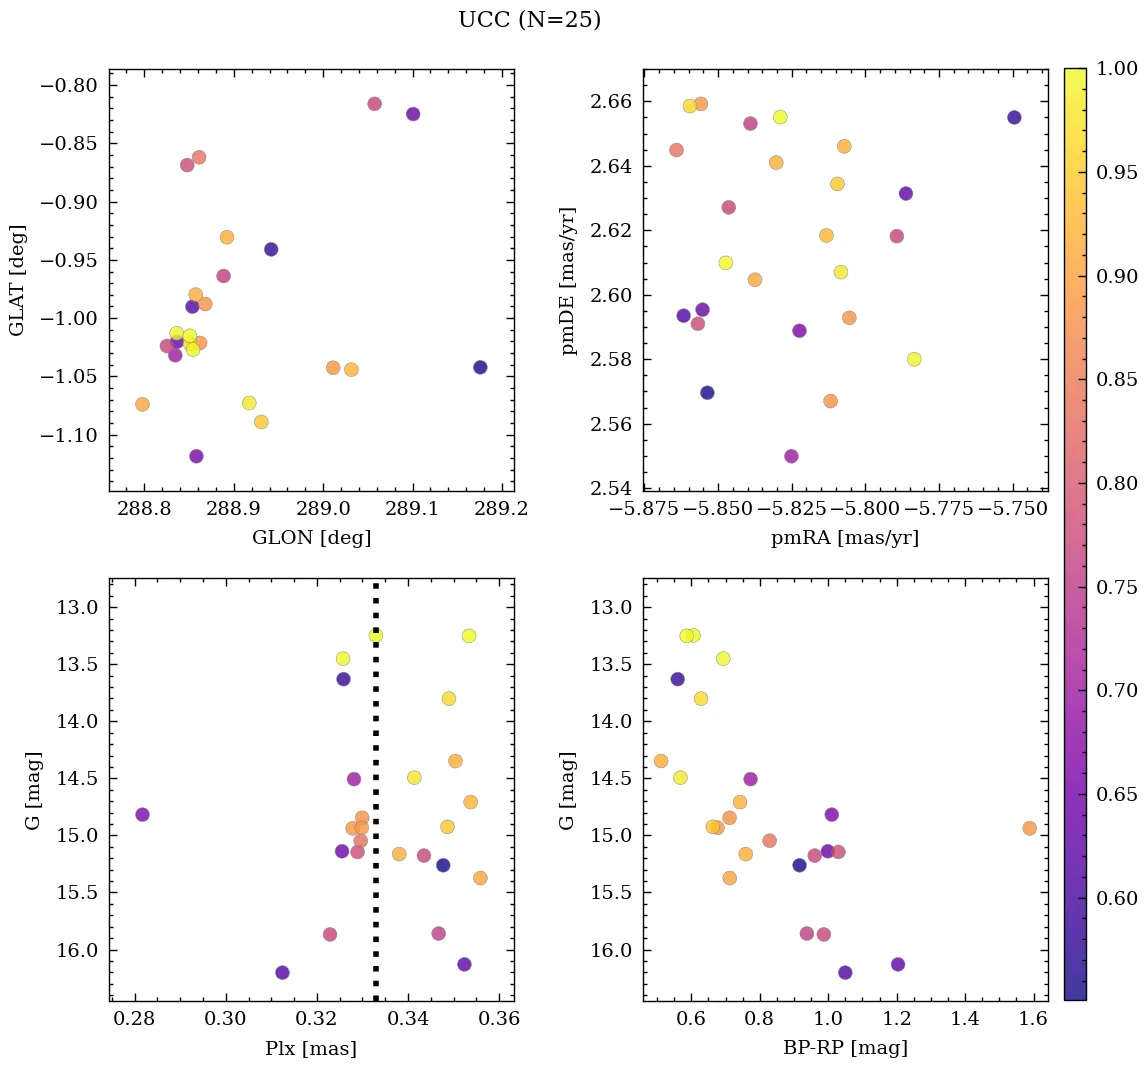 UCC (N=25)
−0.80
−0.85
−0.90
−0.95
−1.00
−1.05
−1.10
GLAT [deg]
288.8 288.9 289.0 289.1 289.2
GLON [deg]
2.66
2.64
2.62
2.60
2.58
2.56
2.54
pmDE [mas/yr]
−5.875 −5.850 −5.825 −5.800 −5.775 −5.750
pmRA [mas/yr]
1.00
0.95
0.90
0.85
0.80
0.75
0.70
0.65
0.60
13.0
13.5
14.0
14.5
15.0
15.5
16.0
G [mag]
0.28 0.30 0.32 0.34 0.36
Plx [mas]
13.0
13.5
14.0
14.5
15.0
15.5
16.0
G [mag]
0.6 0.8 1.0 1.2 1.4 1.6
BP-RP [mag]